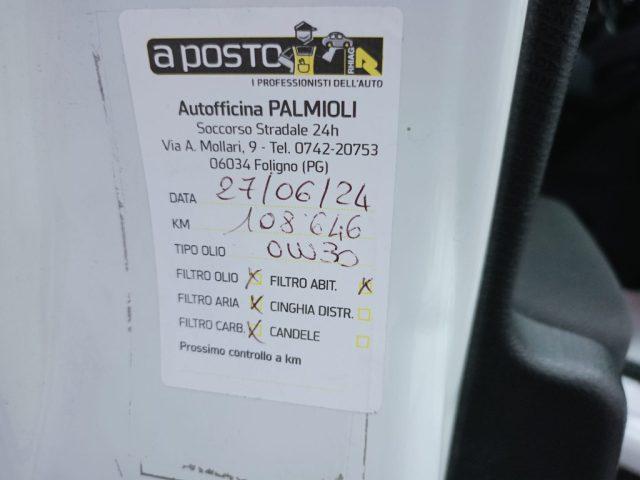 a posto
RHIAG
I PROFESSIONISTI DELL'AUTO
Autofficina PALMIOLI
Soccorso Stradale 24h
Via A. Mollari, 9 - Tel. 0742-20753
06034 Foligno (PG)
DATA 27/06/24
KM 108646
TIPO OLIO 0W30
FILTRO OLIO X FILTRO ABIT. X
FILTRO ARIA X CINGHIA DISTR.
FILTRO CARB. X CANDELE
Prossimo controllo a km